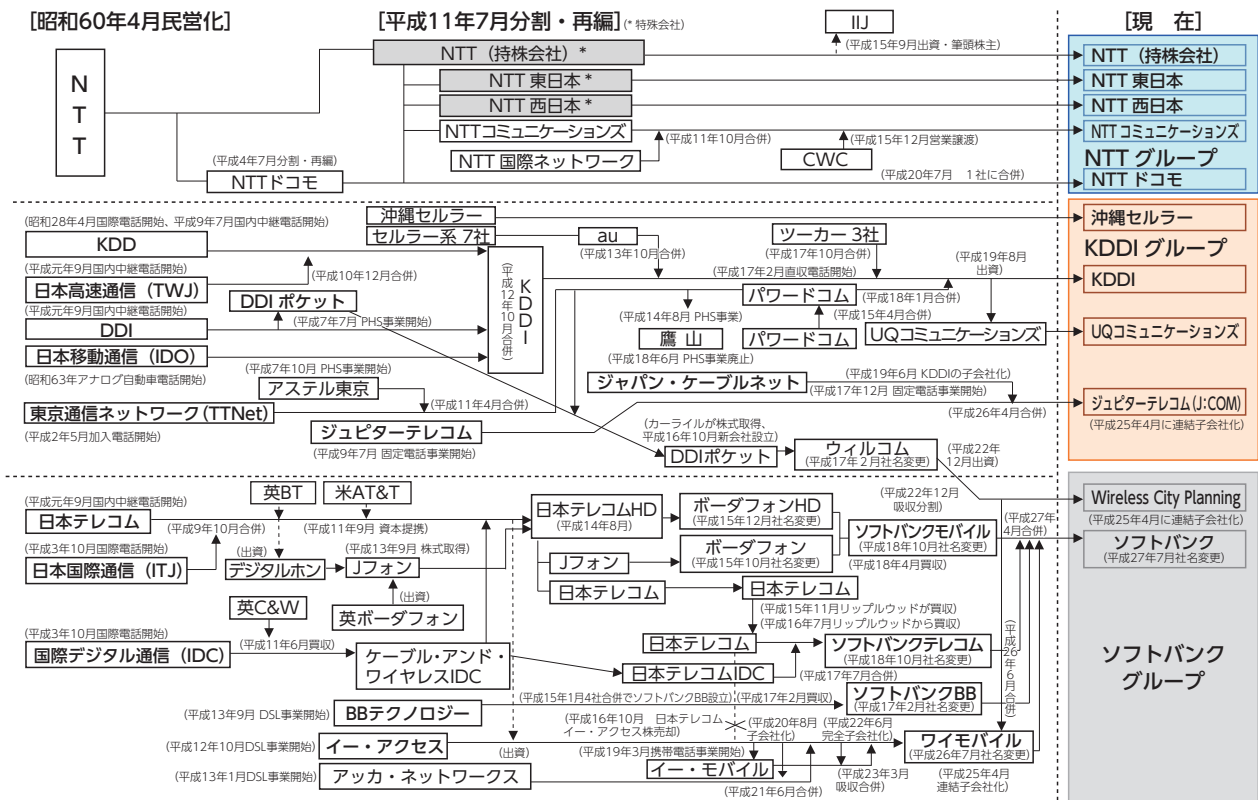 [昭和60年4月民営化]
[平成11年7月分割・再編] (* 特殊会社)
[現 在]
NTT
IIJ
(平成15年9月出資・筆頭株主)
NTT(持株会社)*
NTT 東日本 *
NTT 西日本 *
NTTコミュニケーションズ
(平成11年10月合併)
(平成15年12月営業譲渡)
NTT 国際ネットワーク
CWC
(平成4年7月分割・再編)
NTTドコモ
(平成20年7月 1社に合併)
NTT(持株会社)
NTT 東日本
NTT 西日本
NTT コミュニケーションズ
NTT グループ
NTT ドコモ
(昭和28年4月国際電話開始、平成9年7月国内中継電話開始)
沖縄セルラー
セルラー系 7社
au
ツーカー 3社
KDD
(平成13年10月合併)
(平成17年10月合併)
(平成19年8月
出資)
(平成元年9月国内中継電話開始)
(平成10年12月合併)
(平成17年2月直収電話開始)
日本高速通信(TWJ)
DDI ポケット
KDDI
(平成12年10月合併)
パワードコム
(平成18年1月合併)
(平成元年9月国内中継電話開始)
DDI
(平成7年7月 PHS事業開始)
(平成14年8月 PHS事業)
(平成15年4月合併)
鷹 山
パワードコム
UQコミュニケーションズ
日本移動通信(IDO)
(平成18年6月 PHS事業廃止)
(昭和63年アナログ自動車電話開始)
(平成7年10月 PHS事業開始)
アステル東京
ジャパン・ケーブルネット
(平成19年6月 KDDIの子会社化)
(平成17年12月 固定電話事業開始)
東京通信ネットワーク(TTNet)
(平成11年4月合併)
(平成26年4月合併)
(平成2年5月加入電話開始)
ジュピターテレコム
(平成9年7月 固定電話事業開始)
(カーライルが株式取得、
平成16年10月新会社設立)
DDIポケット
ウィルコム
(平成17年2月社名変更)
(平成22年
12月出資)
沖縄セルラー
KDDI グループ
KDDI
UQコミュニケーションズ
ジュピターテレコム(J:COM)
(平成25年4月に連結子会社化)
(平成元年9月国内中継電話開始)
英BT
米AT&T
日本テレコム
(平成9年10月合併)
(平成11年9月 資本提携)
日本テレコムHD
(平成14年8月)
ボーダフォンHD
(平成15年12月社名変更)
(平成22年12月
吸収分割)
(平成27年
4月合併)
(平成3年10月国際電話開始)
(出資)
(平成13年9月 株式取得)
日本国際通信(ITJ)
デジタルホン
Jフォン
Jフォン
ボーダフォン
(平成15年10月社名変更)
ソフトバンクモバイル
(平成18年10月社名変更)
(平成18年4月買収)
英C&W
(出資)
英ボーダフォン
日本テレコム
日本テレコム
(平成15年11月リップルウッドが買収)
(平成16年7月リップルウッドから買収)
(平成3年10月国際電話開始)
(平成11年6月買収)
国際デジタル通信(IDC)
ケーブル・アンド・
ワイヤレスIDC
日本テレコム
ソフトバンクテレコム
(平成18年10月社名変更)
日本テレコムIDC
(平成17年7月合併)
(平成26年6月合併)
(平成15年1月4社合併でソフトバンクBB設立)
(平成17年2月買収)
ソフトバンクBB
(平成17年2月社名変更)
(平成13年9月 DSL事業開始)
BBテクノロジー
(平成16年10月 日本テレコム
イー・アクセス株売却)
(平成20年8月
子会社化)
(平成22年6月
完全子会社化)
(平成12年10月DSL事業開始)
イー・アクセス
(出資)
(平成19年3月携帯電話事業開始)
ワイモバイル
(平成26年7月社名変更)
イー・モバイル
(平成13年1月DSL事業開始)
アッカ・ネットワークス
(平成23年3月
吸収合併)
(平成25年4月
連結子会社化)
(平成21年6月合併)
Wireless City Planning
(平成25年4月に連結子会社化)
ソフトバンク
(平成27年7月社名変更)
ソフトバンク
グループ